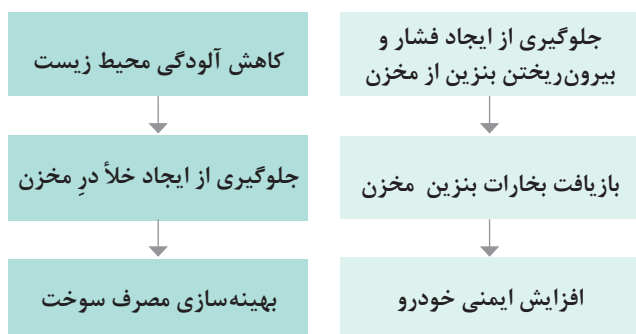 جلوگیری از ایجاد فشار و
بیرون‌ریختن بنزین از مخزن
بازیافت بخارات بنزین مخزن
افزایش ایمنی خودرو
کاهش آلودگی محیط زیست
جلوگیری از ایجاد خلأ درِ مخزن
بهینه‌سازی مصرف سوخت